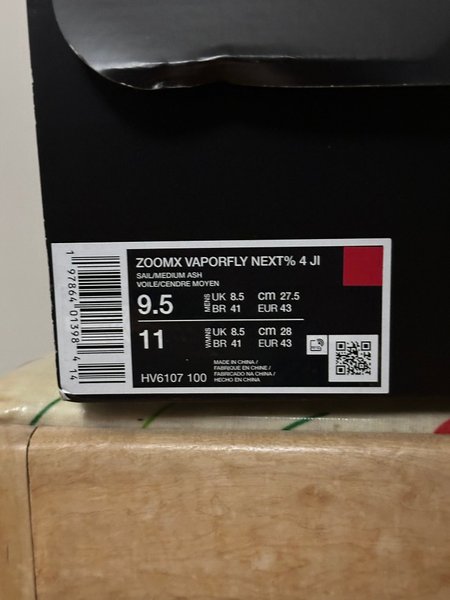 ZOOMX VAPORFLY NEXT% 4 JI
SAIL/MEDIUM ASH
VOILE/CENDRE MOYEN
9.5 MENS UK 8.5 cm 27.5
BR 41 EUR 43
11 WMNS UK 8.5 cm 28
BR 41 EUR 43
MADE IN CHINA /
FABRIQUE EN CHINE /
FABRICADO NA CHINA /
HECHO EN CHINA
HV6107 100
1 97864 01398 4 14